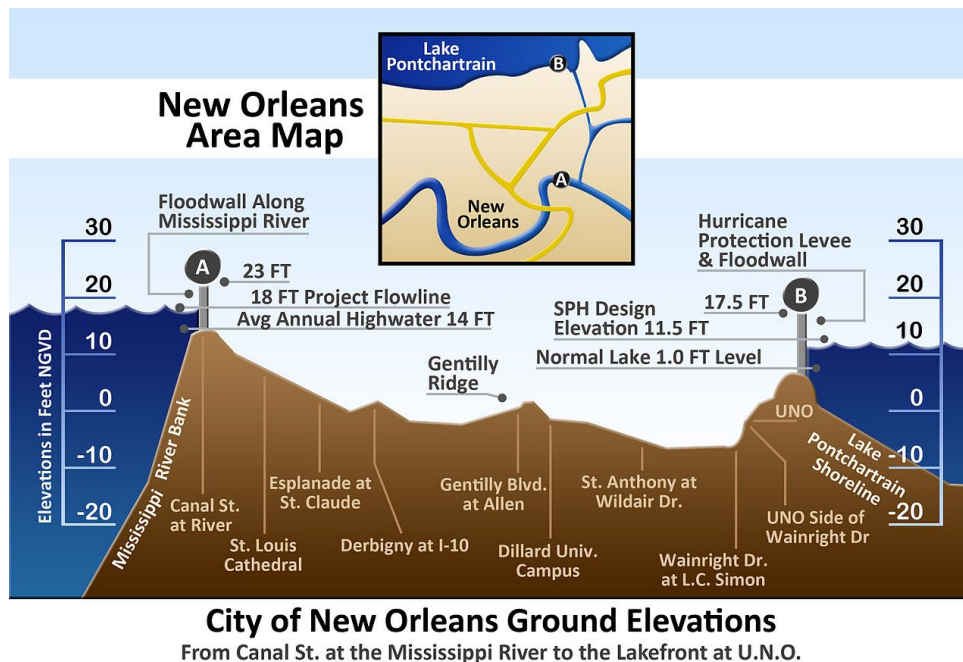 New Orleans
Area Map
Lake
Pontchartrain
B
A
New
Orleans
Floodwall Along
Mississippi River
A
23 FT
18 FT Project Flowline
Avg Annual Highwater 14 FT
Hurricane
Protection Levee
& Floodwall
17.5 FT
B
SPH Design
Elevation 11.5 FT
Normal Lake 1.0 FT Level
Gentilly
Ridge
Elevations in Feet NGVD
30
20
10
0
-10
-20
30
20
10
0
-10
-20
Mississippi River Bank
Canal St.
at River
St. Louis
Cathedral
Esplanade at
St. Claude
Derbigny at I-10
Gentilly Blvd.
at Allen
Dillard Univ.
Campus
St. Anthony at
Wildair Dr.
Wainright Dr.
at L.C. Simon
UNO
UNO Side of
Wainright Dr
Lake
Pontchartrain
Shoreline
City of New Orleans Ground Elevations
From Canal St. at the Mississippi River to the Lakefront at U.N.O.